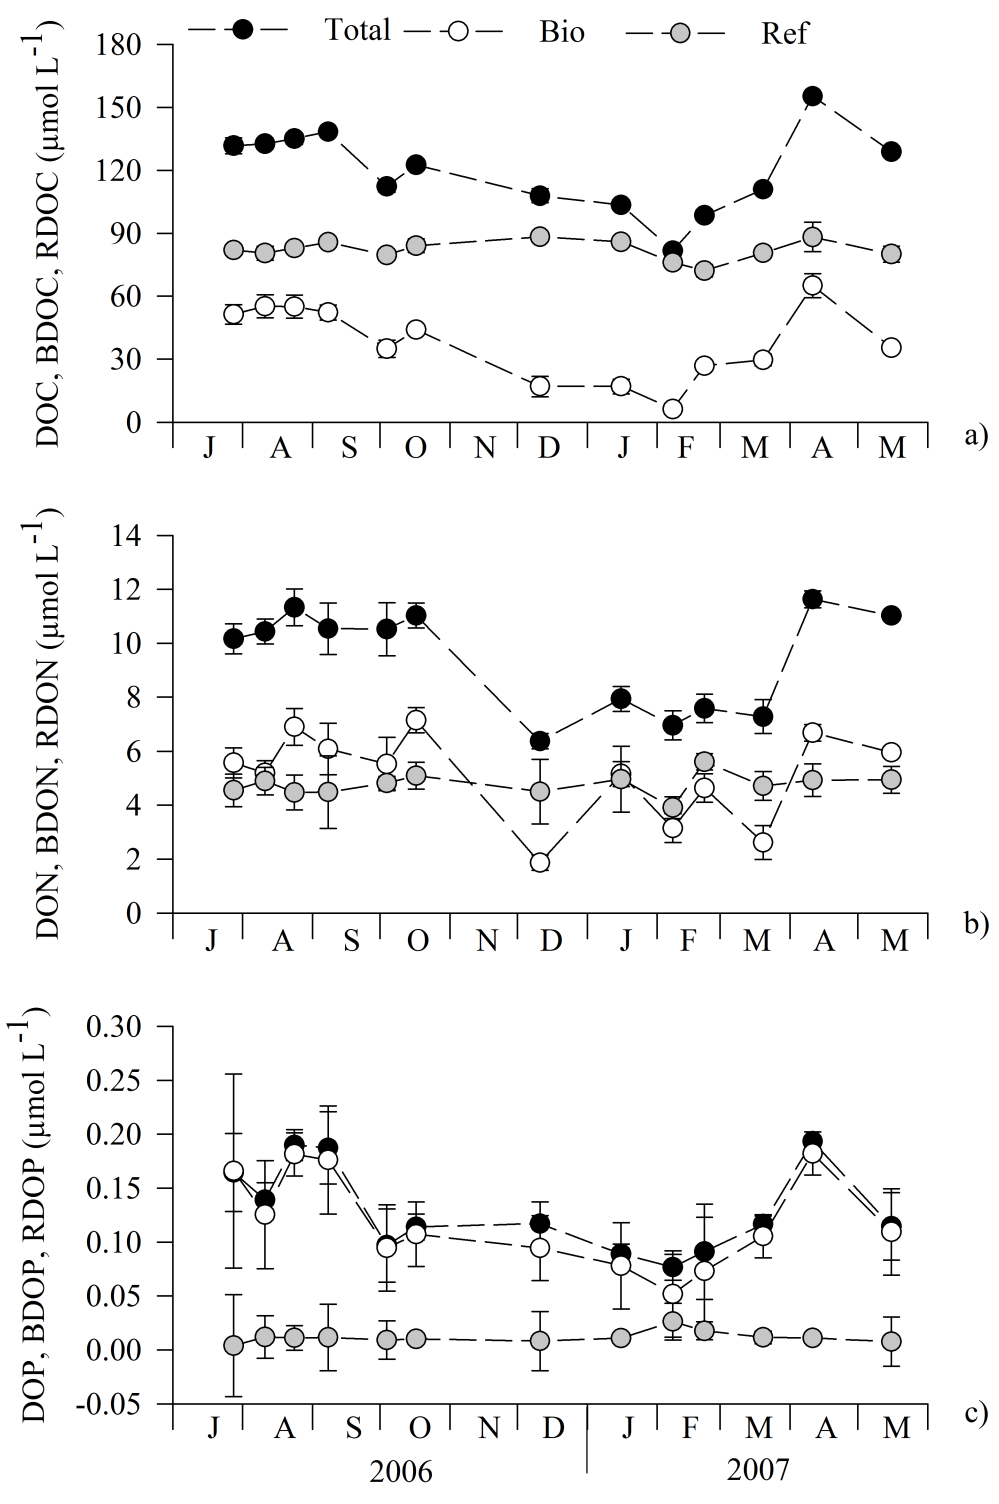 Total Bio Ref
DOC, BDOC, RDOC (µmol L-1)
180
150
120
90
60
30
0
J A S O N D J F M A M
a)
DON, BDON, RDON (µmol L-1)
14
12
10
8
6
4
2
0
J A S O N D J F M A M
b)
DOP, BDOP, RDOP (µmol L-1)
0.30
0.25
0.20
0.15
0.10
0.05
0.00
-0.05
J A S O N D J F M A M
c)
2006 2007